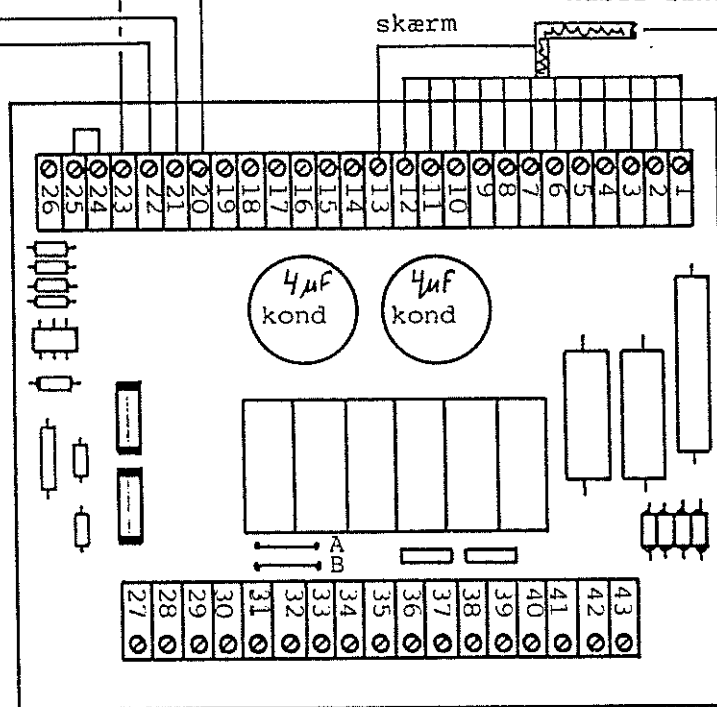 skærm
26 25 24 23 22 21 20 19 18 17 16 15 14 13 12 11 10 9 8 7 6 5 4 3 2 1
4µF 4µF
kond kond
A
B
27 28 29 30 31 32 33 34 35 36 37 38 39 40 41 42 43